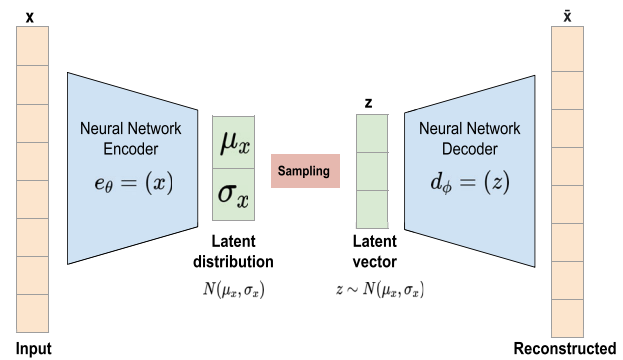 x
x̄
Neural Network
Encoder
e_θ = (x)
μ_x
σ_x
Sampling
z
Neural Network
Decoder
d_ϕ = (z)
Latent
distribution
N(μ_x, σ_x)
Latent
vector
z ~ N(μ_x, σ_x)
Input
Reconstructed